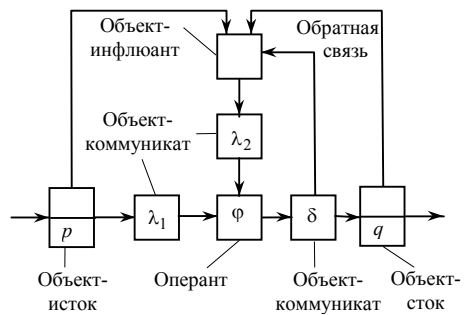 Объект-
инфлюант
Обратная
связь
Объект-
коммуникат
λ2
p
λ1
φ
δ
q
Объект-
исток
Оперант
Объект-
коммуникат
Объект-
сток